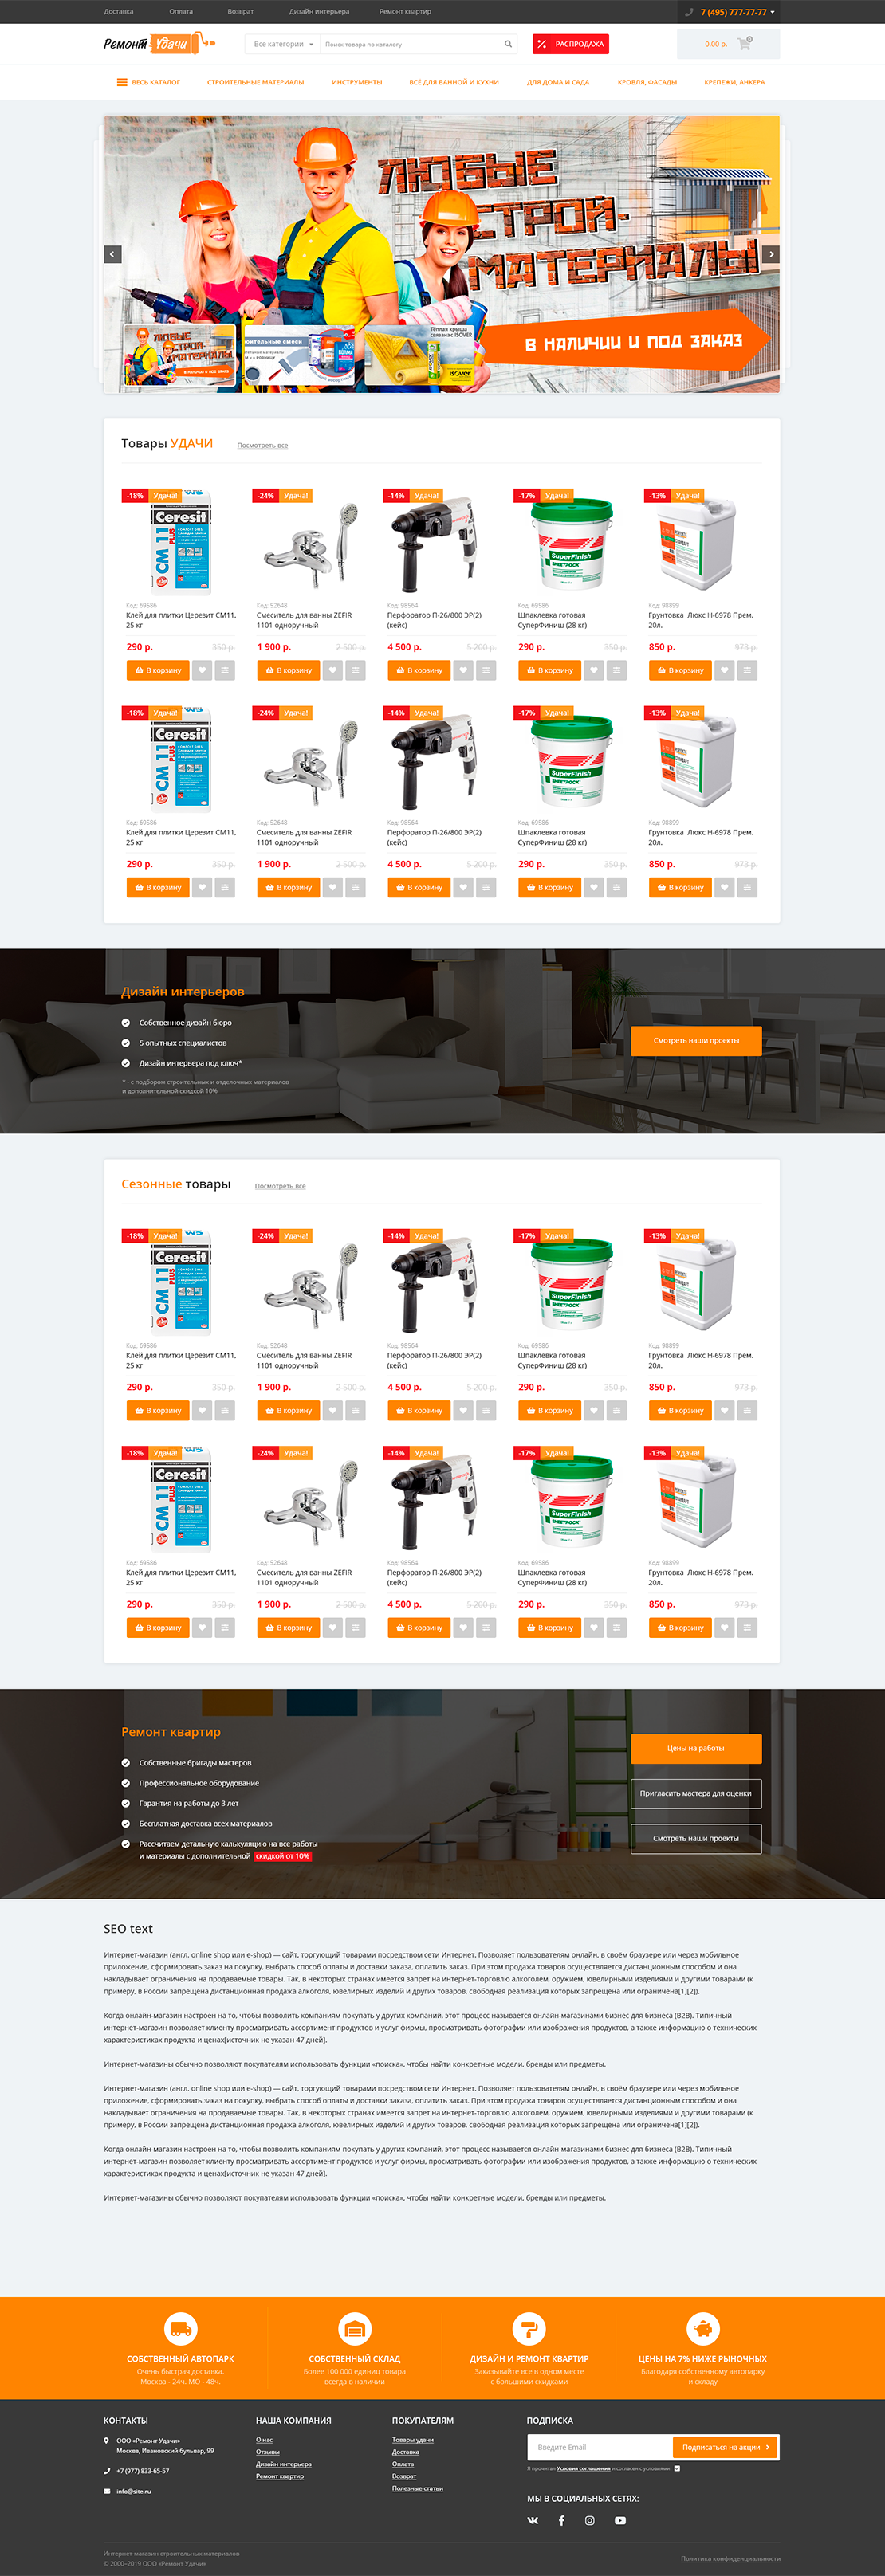 Доставка Оплата Возврат Дизайн интерьера Ремонт квартир 7 (495) 777-77-77
Ремонт Удачи Все категории Поиск товара по каталогу РАСПРОДАЖА 0.00 р. 0
ВЕСЬ КАТАЛОГ СТРОИТЕЛЬНЫЕ МАТЕРИАЛЫ ИНСТРУМЕНТЫ ВСЁ ДЛЯ ВАННОЙ И КУХНИ ДЛЯ ДОМА И САДА КРОВЛЯ, ФАСАДЫ КРЕПЕЖИ, АНКЕРА
ЛЮБЫЕ
СТРОЙ-
МАТЕРИАЛЫ
В НАЛИЧИИ И ПОД ЗАКАЗ
Товары УДАЧИ Посмотреть все
-18% Удача! -24% Удача! -14% Удача! -17% Удача! -13% Удача!
Ceresit
CM 11 PLUS
SuperFinish
SHEETROCK
Код: 69586 Код: 52648 Код: 98564 Код: 69586 Код: 98899
Клей для плитки Церезит СМ11, Смеситель для ванны ZEFIR Перфоратор П-26/800 ЭР(2) Шпаклевка готовая Грунтовка Люкс Н-6978 Прем.
25 кг 1101 одноручный (кейс) СуперФиниш (28 кг) 20л.
290 р. 350 р. 1 900 р. 2 500 р. 4 500 р. 5 200 р. 290 р. 350 р. 850 р. 973 р.
В корзину В корзину В корзину В корзину В корзину
-18% Удача! -24% Удача! -14% Удача! -17% Удача! -13% Удача!
Ceresit
CM 11 PLUS
SuperFinish
SHEETROCK
Код: 69586 Код: 52648 Код: 98564 Код: 69586 Код: 98899
Клей для плитки Церезит СМ11, Смеситель для ванны ZEFIR Перфоратор П-26/800 ЭР(2) Шпаклевка готовая Грунтовка Люкс Н-6978 Прем.
25 кг 1101 одноручный (кейс) СуперФиниш (28 кг) 20л.
290 р. 350 р. 1 900 р. 2 500 р. 4 500 р. 5 200 р. 290 р. 350 р. 850 р. 973 р.
В корзину В корзину В корзину В корзину В корзину
Дизайн интерьеров
Собственное дизайн бюро
5 опытных специалистов
Дизайн интерьера под ключ*
* - с подбором строительных и отделочных материалов
и дополнительной скидкой 10%
Смотреть наши проекты
Сезонные товары Посмотреть все
-18% Удача! -24% Удача! -14% Удача! -17% Удача! -13% Удача!
Ceresit
CM 11 PLUS
SuperFinish
SHEETROCK
Код: 69586 Код: 52648 Код: 98564 Код: 69586 Код: 98899
Клей для плитки Церезит СМ11, Смеситель для ванны ZEFIR Перфоратор П-26/800 ЭР(2) Шпаклевка готовая Грунтовка Люкс Н-6978 Прем.
25 кг 1101 одноручный (кейс) СуперФиниш (28 кг) 20л.
290 р. 350 р. 1 900 р. 2 500 р. 4 500 р. 5 200 р. 290 р. 350 р. 850 р. 973 р.
В корзину В корзину В корзину В корзину В корзину
-18% Удача! -24% Удача! -14% Удача! -17% Удача! -13% Удача!
Ceresit
CM 11 PLUS
SuperFinish
SHEETROCK
Код: 69586 Код: 52648 Код: 98564 Код: 69586 Код: 98899
Клей для плитки Церезит СМ11, Смеситель для ванны ZEFIR Перфоратор П-26/800 ЭР(2) Шпаклевка готовая Грунтовка Люкс Н-6978 Прем.
25 кг 1101 одноручный (кейс) СуперФиниш (28 кг) 20л.
290 р. 350 р. 1 900 р. 2 500 р. 4 500 р. 5 200 р. 290 р. 350 р. 850 р. 973 р.
В корзину В корзину В корзину В корзину В корзину
Ремонт квартир
Собственные бригады мастеров
Профессиональное оборудование
Гарантия на работы до 3 лет
Бесплатная доставка всех материалов
Рассчитаем детальную калькуляцию на все работы
и материалы с дополнительной скидкой от 10%
Цены на работы
Пригласить мастера для оценки
Смотреть наши проекты
SEO text
Интернет-магазин (англ. online shop или e-shop) — сайт, торгующий товарами посредством сети Интернет. Позволяет пользователям онлайн, в своём браузере или через мобильное
приложение, сформировать заказ на покупку, выбрать способ оплаты и доставки заказа, оплатить заказ. При этом продажа товаров осуществляется дистанционным способом и она
накладывает ограничения на продаваемые товары. Так, в некоторых странах имеется запрет на интернет-торговлю алкоголем, оружием, ювелирными изделиями и другими товарами (к
примеру, в России запрещена дистанционная продажа алкоголя, ювелирных изделий и других товаров, свободная реализация которых запрещена или ограничена[1][2]).
Когда онлайн-магазин настроен на то, чтобы позволить компаниям покупать у других компаний, этот процесс называется онлайн-магазинами бизнес для бизнеса (B2B). Типичный
интернет-магазин позволяет клиенту просматривать ассортимент продуктов и услуг фирмы, просматривать фотографии или изображения продуктов, а также информацию о технических
характеристиках продукта и ценах[источник не указан 47 дней].
Интернет-магазины обычно позволяют покупателям использовать функции «поиска», чтобы найти конкретные модели, бренды или предметы.
Интернет-магазин (англ. online shop или e-shop) — сайт, торгующий товарами посредством сети Интернет. Позволяет пользователям онлайн, в своём браузере или через мобильное
приложение, сформировать заказ на покупку, выбрать способ оплаты и доставки заказа, оплатить заказ. При этом продажа товаров осуществляется дистанционным способом и она
накладывает ограничения на продаваемые товары. Так, в некоторых странах имеется запрет на интернет-торговлю алкоголем, оружием, ювелирными изделиями и другими товарами (к
примеру, в России запрещена дистанционная продажа алкоголя, ювелирных изделий и других товаров, свободная реализация которых запрещена или ограничена[1][2]).
Когда онлайн-магазин настроен на то, чтобы позволить компаниям покупать у других компаний, этот процесс называется онлайн-магазинами бизнес для бизнеса (B2B). Типичный
интернет-магазин позволяет клиенту просматривать ассортимент продуктов и услуг фирмы, просматривать фотографии или изображения продуктов, а также информацию о технических
характеристиках продукта и ценах[источник не указан 47 дней].
Интернет-магазины обычно позволяют покупателям использовать функции «поиска», чтобы найти конкретные модели, бренды или предметы.
СОБСТВЕННЫЙ АВТОПАРК СОБСТВЕННЫЙ СКЛАД ДИЗАЙН И РЕМОНТ КВАРТИР ЦЕНЫ НА 7% НИЖЕ РЫНОЧНЫХ
Очень быстрая доставка. Более 100 000 единиц товара Заказывайте все в одном месте Благодаря собственному автопарку
Москва - 24ч. МО - 48ч. всегда в наличии с большими скидками и складу
КОНТАКТЫ НАША КОМПАНИЯ ПОКУПАТЕЛЯМ ПОДПИСКА
ООО «Ремонт Удачи»
Москва, Ивановский бульвар, 99
+7 (977) 833-65-57
info@site.ru
О нас
Отзывы
Дизайн интерьера
Ремонт квартир
Товары удачи
Доставка
Оплата
Возврат
Полезные статьи
Введите Email Подписаться на акции
Я прочитал Условия соглашения и согласен с условиями
МЫ В СОЦИАЛЬНЫХ СЕТЯХ:
Интернет-магазин строительных материалов
© 2000–2019 ООО «Ремонт Удачи»
Политика конфиденциальности